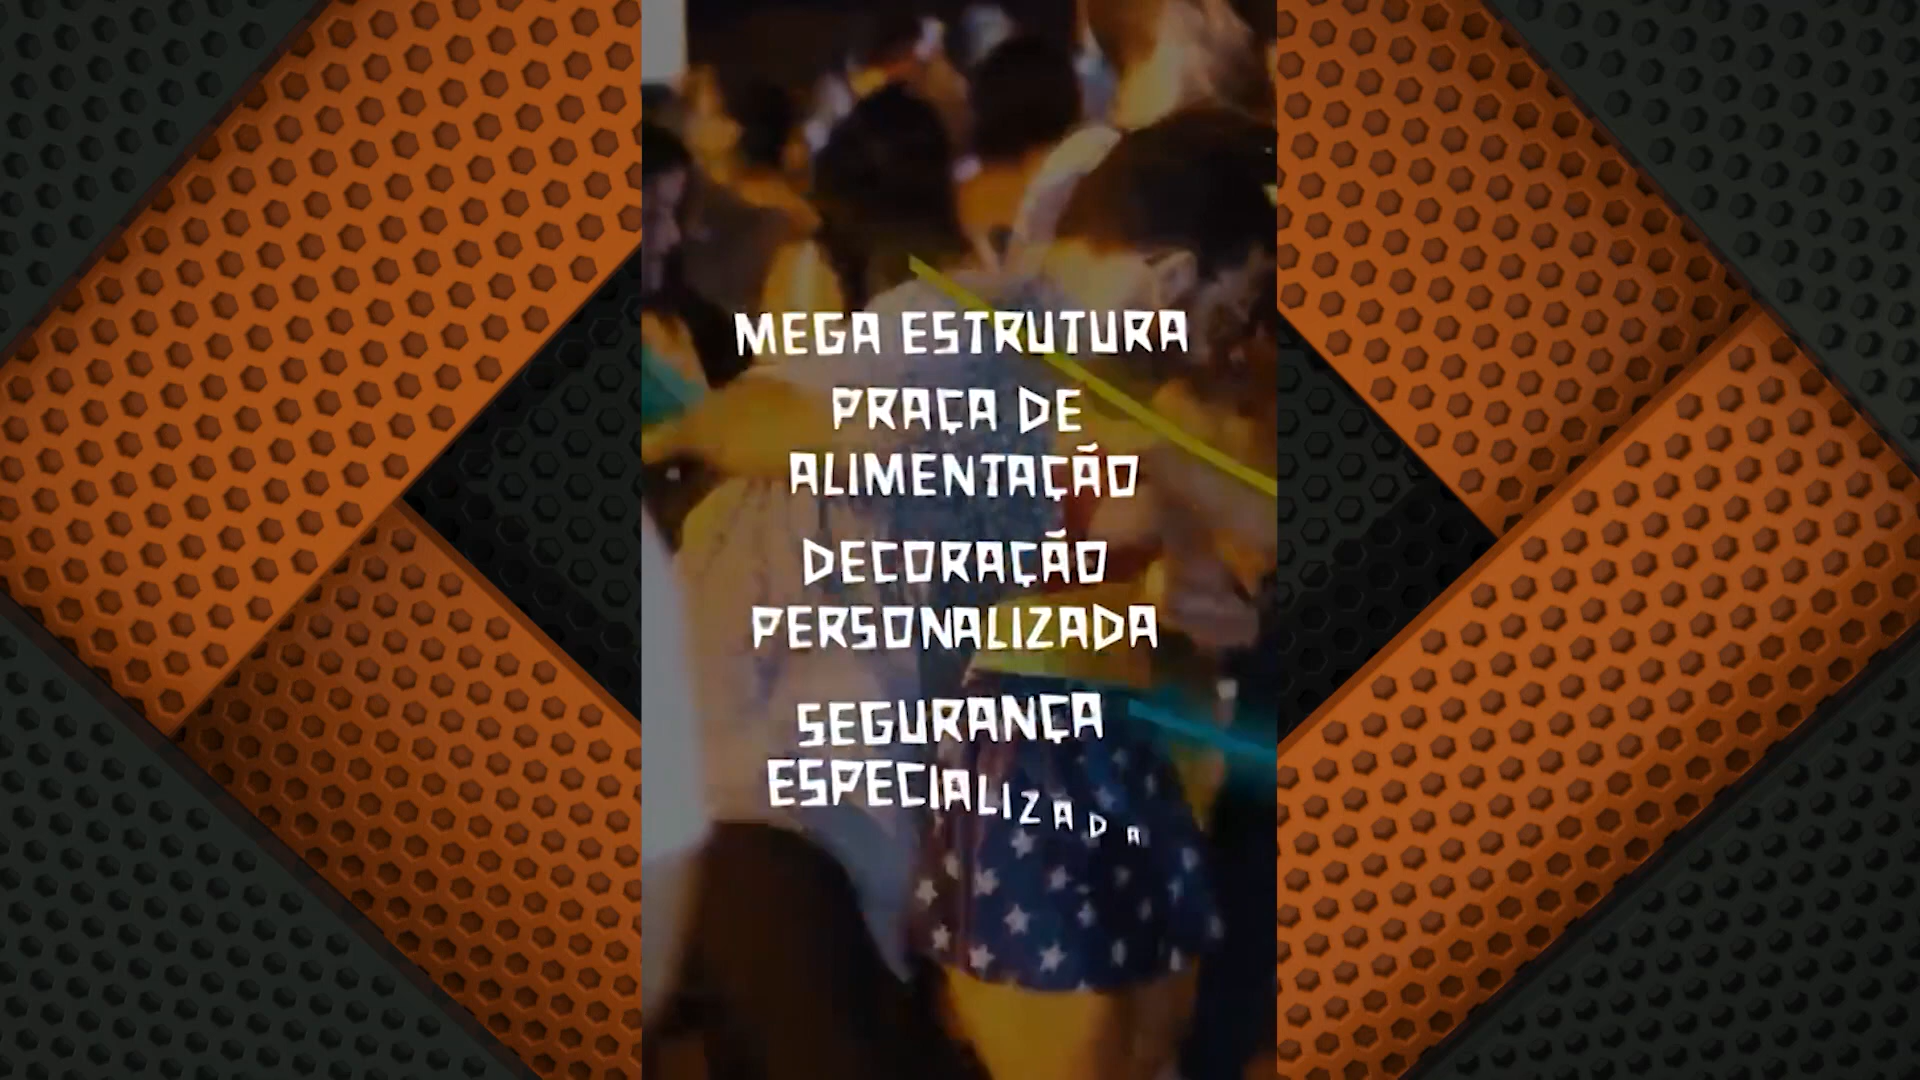 MEGA ESTRUTURA
PRAÇA DE
ALIMENTAÇÃO
DECORAÇÃO
PERSONALIZADA
SEGURANÇA
ESPECIALIZADA